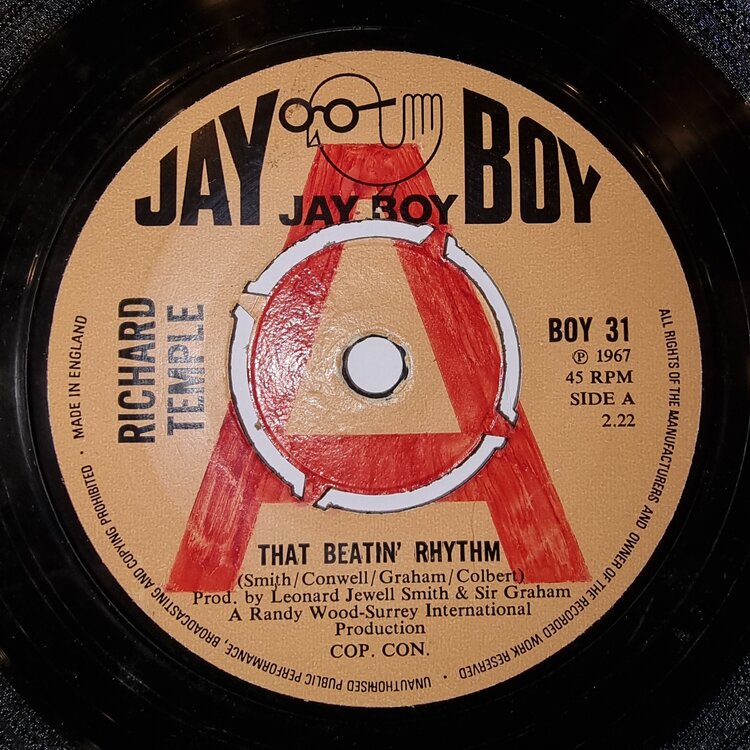 JAY BOY
JAY BOY
A
RICHARD
TEMPLE
BOY 31
℗ 1967
45 RPM
SIDE A
2.22
THAT BEATIN' RHYTHM
(Smith/Conwell/Graham/Colbert)
Prod. by Leonard Jewell Smith & Sir Graham
A Randy Wood-Surrey International
Production
COP. CON.
ALL RIGHTS OF THE MANUFACTURERS AND OWNER OF THE RECORDED WORK RESERVED · UNAUTHORISED PUBLIC PERFORMANCE, BROADCASTING AND COPYING PROHIBITED · MADE IN ENGLAND